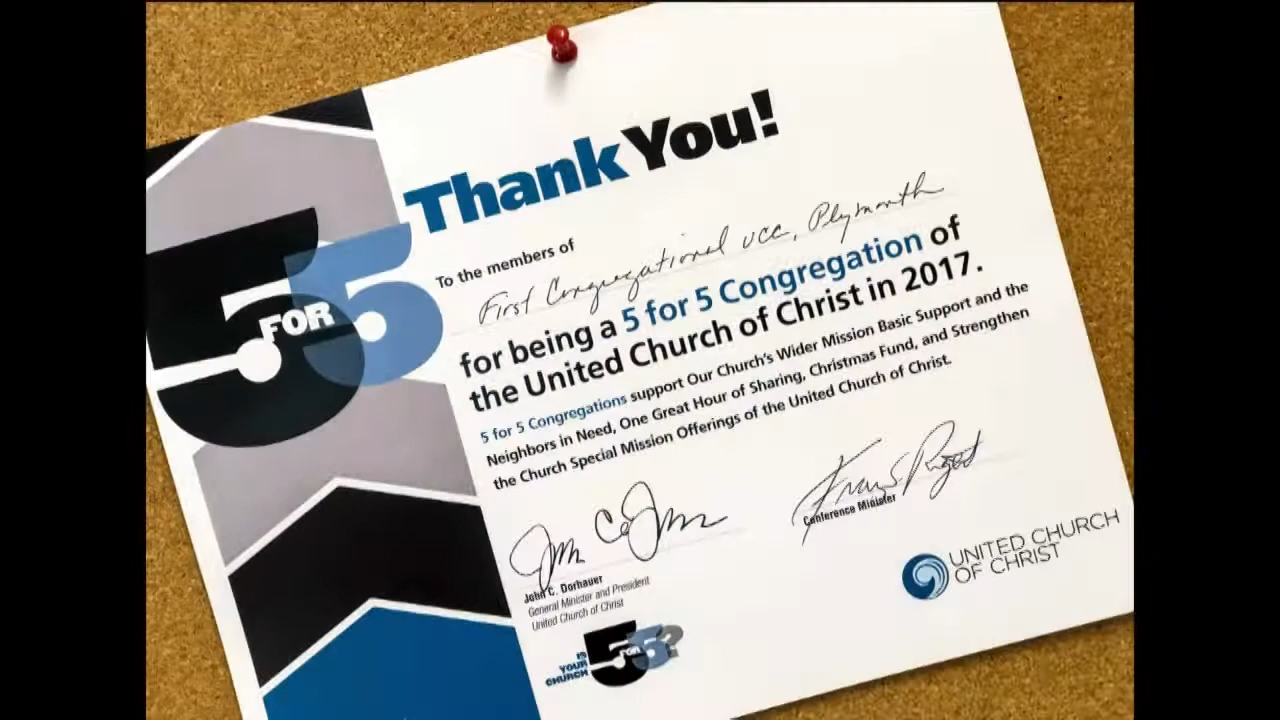 Thank You!
To the members of
First Congregational UCC, Plymouth
for being a 5 for 5 Congregation of
the United Church of Christ in 2017.
5 for 5 Congregations support Our Church's Wider Mission Basic Support and the
Neighbors in Need, One Great Hour of Sharing, Christmas Fund, and Strengthen
the Church Special Mission Offerings of the United Church of Christ.
5 FOR 5
John C. Dorhauer
General Minister and President
United Church of Christ
Conference Minister
UNITED CHURCH
OF CHRIST
IS
YOUR
CHURCH
5 FOR 5?